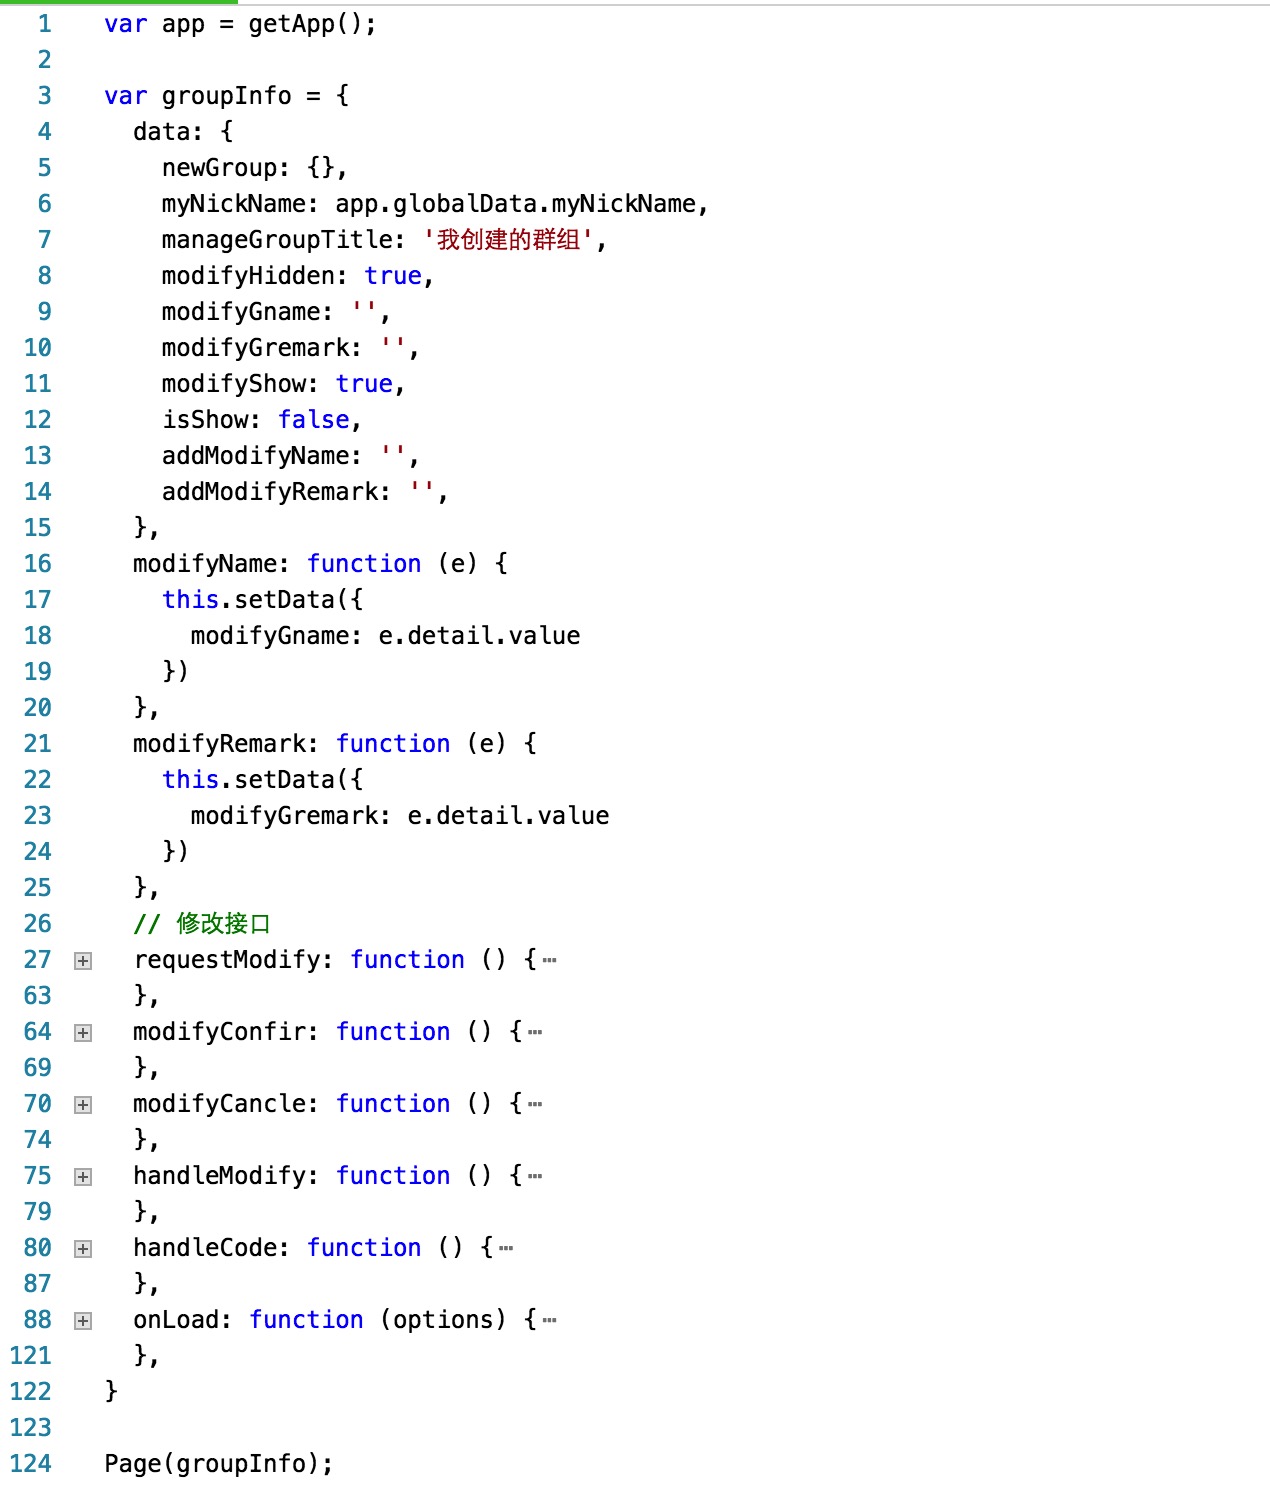 1 var app = getApp();
2
3 var groupInfo = {
4 data: {
5 newGroup: {},
6 myNickName: app.globalData.myNickName,
7 manageGroupTitle: '我创建的群组',
8 modifyHidden: true,
9 modifyGname: '',
10 modifyGremark: '',
11 modifyShow: true,
12 isShow: false,
13 addModifyName: '',
14 addModifyRemark: '',
15 },
16 modifyName: function (e) {
17 this.setData({
18 modifyGname: e.detail.value
19 })
20 },
21 modifyRemark: function (e) {
22 this.setData({
23 modifyGremark: e.detail.value
24 })
25 },
26 // 修改接口
27 requestModify: function () {⋯
63 },
64 modifyConfir: function () {⋯
69 },
70 modifyCancle: function () {⋯
74 },
75 handleModify: function () {⋯
79 },
80 handleCode: function () {⋯
87 },
88 onLoad: function (options) {⋯
121 },
122 }
123
124 Page(groupInfo);